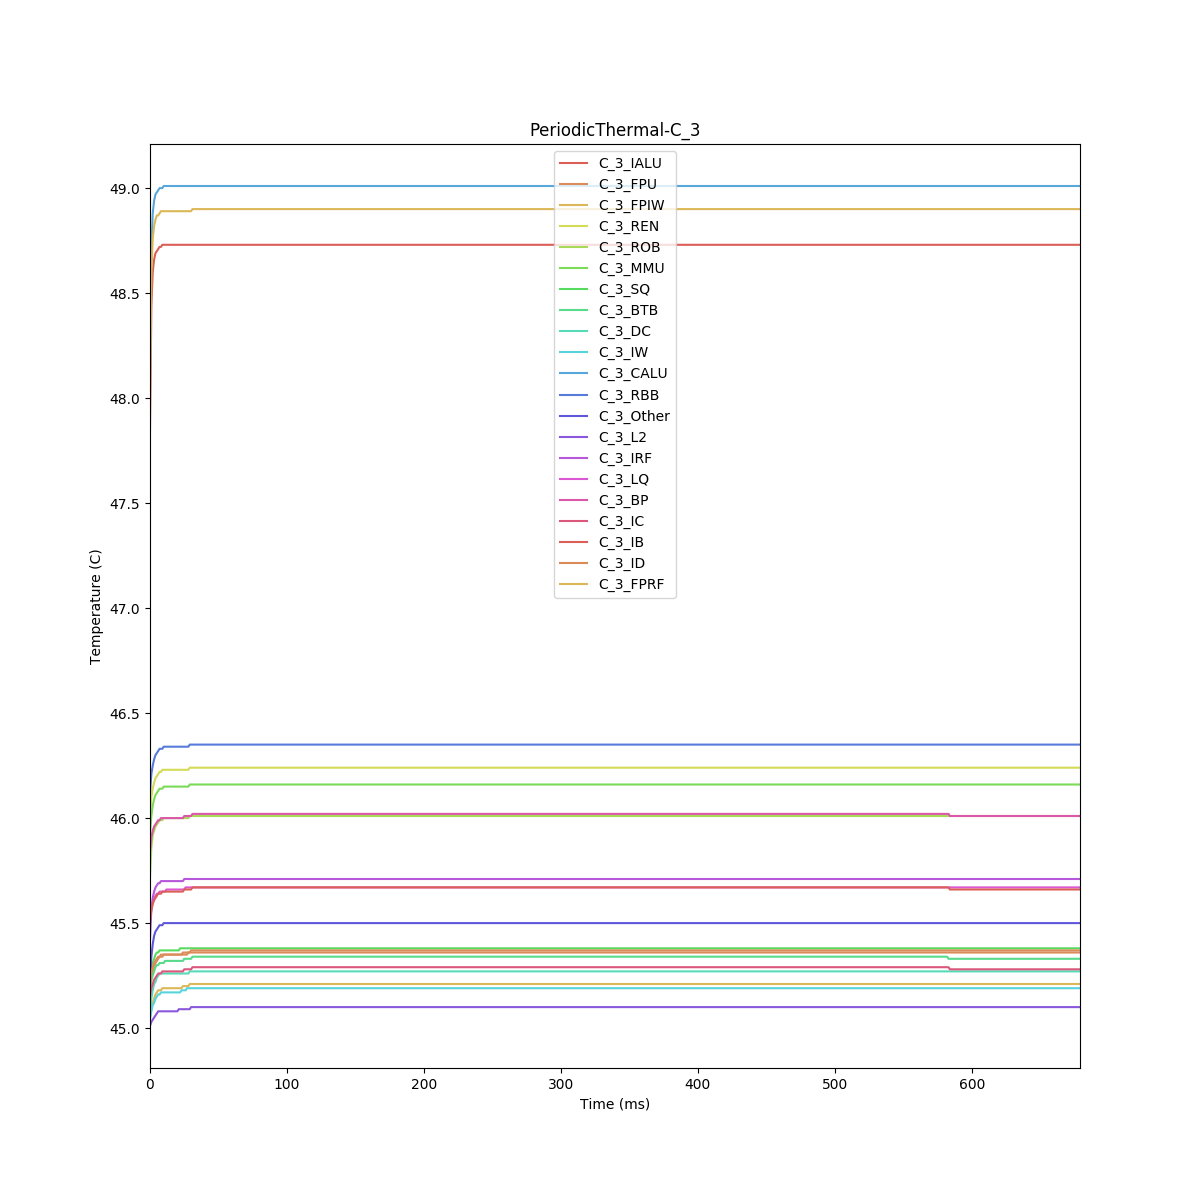 PeriodicThermal-C_3
C_3_IALU
C_3_FPU
C_3_FPIW
C_3_REN
C_3_ROB
C_3_MMU
C_3_SQ
C_3_BTB
C_3_DC
C_3_IW
C_3_CALU
C_3_RBB
C_3_Other
C_3_L2
C_3_IRF
C_3_LQ
C_3_BP
C_3_IC
C_3_IB
C_3_ID
C_3_FPRF
Temperature (C)
49.0
48.5
48.0
47.5
47.0
46.5
46.0
45.5
45.0
0 100 200 300 400 500 600
Time (ms)